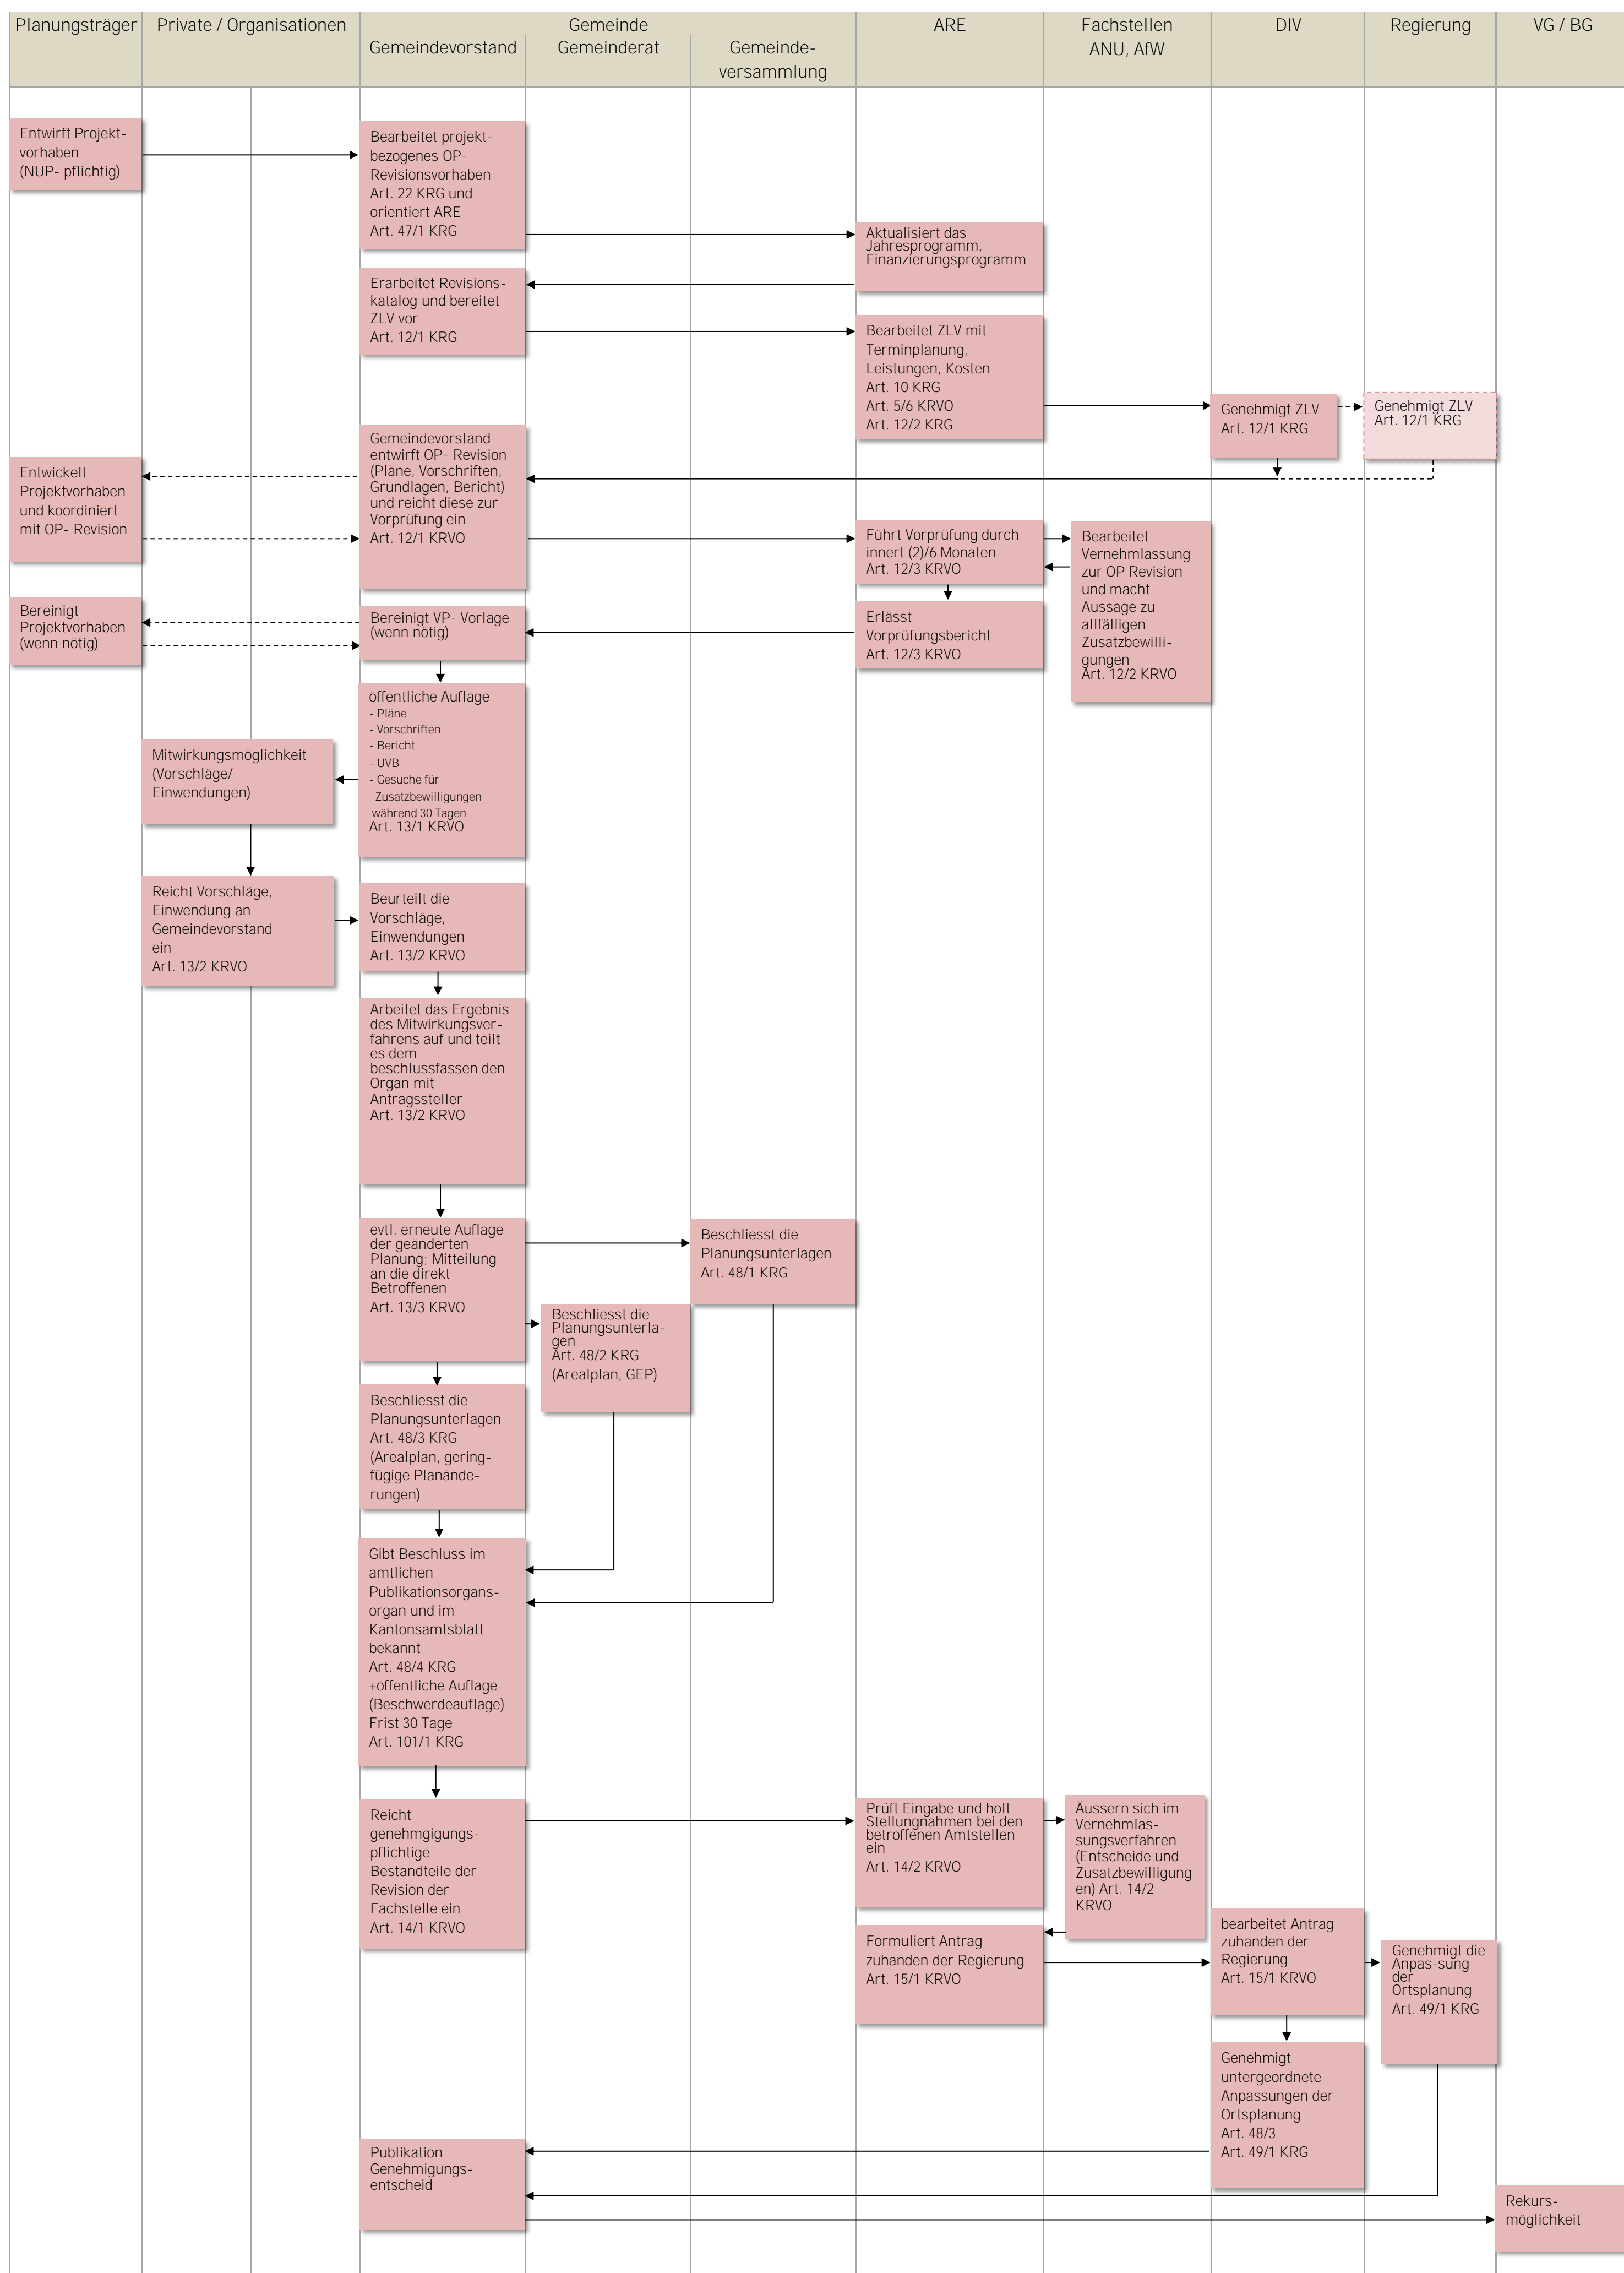 Planungsträger
Private / Organisationen
Gemeinde
Gemeindevorstand
Gemeinderat
Gemeinde-
versammlung
ARE
Fachstellen
ANU, AfW
DIV
Regierung
VG / BG
Entwirft Projekt-
vorhaben
(NUP- pflichtig)
Bearbeitet projekt-
bezogenes OP-
Revisionsvorhaben
Art. 22 KRG und
orientiert ARE
Art. 47/1 KRG
Aktualisiert das
Jahresprogramm,
Finanzierungsprogramm
Erarbeitet Revisions-
katalog und bereitet
ZLV vor
Art. 12/1 KRG
Bearbeitet ZLV mit
Terminplanung,
Leistungen, Kosten
Art. 10 KRG
Art. 5/6 KRVO
Art. 12/2 KRG
Genehmigt ZLV
Art. 12/1 KRG
Genehmigt ZLV
Art. 12/1 KRG
Gemeindevorstand
entwirft OP- Revision
(Pläne, Vorschriften,
Grundlagen, Bericht)
und reicht diese zur
Vorprüfung ein
Art. 12/1 KRVO
Entwickelt
Projektvorhaben
und koordiniert
mit OP- Revision
Führt Vorprüfung durch
innert (2)/6 Monaten
Art. 12/3 KRVO
Bearbeitet
Vernehmlassung
zur OP Revision
und macht
Aussage zu
allfälligen
Zusatzbewilli-
gungen
Art. 12/2 KRVO
Bereinigt
Projektvorhaben
(wenn nötig)
Bereinigt VP- Vorlage
(wenn nötig)
Erlässt
Vorprüfungsbericht
Art. 12/3 KRVO
öffentliche Auflage
- Pläne
- Vorschriften
- Bericht
- UVB
- Gesuche für
Zusatzbewilligungen
während 30 Tagen
Art. 13/1 KRVO
Mitwirkungsmöglichkeit
(Vorschläge/
Einwendungen)
Reicht Vorschläge,
Einwendung an
Gemeindevorstand
ein
Art. 13/2 KRVO
Beurteilt die
Vorschläge,
Einwendungen
Art. 13/2 KRVO
Arbeitet das Ergebnis
des Mitwirkungsver-
fahrens auf und teilt
es dem
beschlussfassen den
Organ mit
Antragssteller
Art. 13/2 KRVO
evtl. erneute Auflage
der geänderten
Planung; Mitteilung
an die direkt
Betroffenen
Art. 13/3 KRVO
Beschliesst die
Planungsunterlagen
Art. 48/1 KRG
Beschliesst die
Planungsunterla-
gen
Art. 48/2 KRG
(Arealplan, GEP)
Beschliesst die
Planungsunterlagen
Art. 48/3 KRG
(Arealplan, gering-
fügige Planände-
rungen)
Gibt Beschluss im
amtlichen
Publikationsorgans-
organ und im
Kantonsamtsblatt
bekannt
Art. 48/4 KRG
+öffentliche Auflage
(Beschwerdeauflage)
Frist 30 Tage
Art. 101/1 KRG
Reicht
genehmgigungs-
pflichtige
Bestandteile der
Revision der
Fachstelle ein
Art. 14/1 KRVO
Prüft Eingabe und holt
Stellungnahmen bei den
betroffenen Amtstellen
ein
Art. 14/2 KRVO
Äussern sich im
Vernehmlas-
sungsverfahren
(Entscheide und
Zusatzbewilligung
en) Art. 14/2
KRVO
Formuliert Antrag
zuhanden der Regierung
Art. 15/1 KRVO
bearbeitet Antrag
zuhanden der
Regierung
Art. 15/1 KRVO
Genehmigt die
Anpas-sung
der
Ortsplanung
Art. 49/1 KRG
Genehmigt
untergeordnete
Anpassungen der
Ortsplanung
Art. 48/3
Art. 49/1 KRG
Publikation
Genehmigungs-
entscheid
Rekurs-
möglichkeit